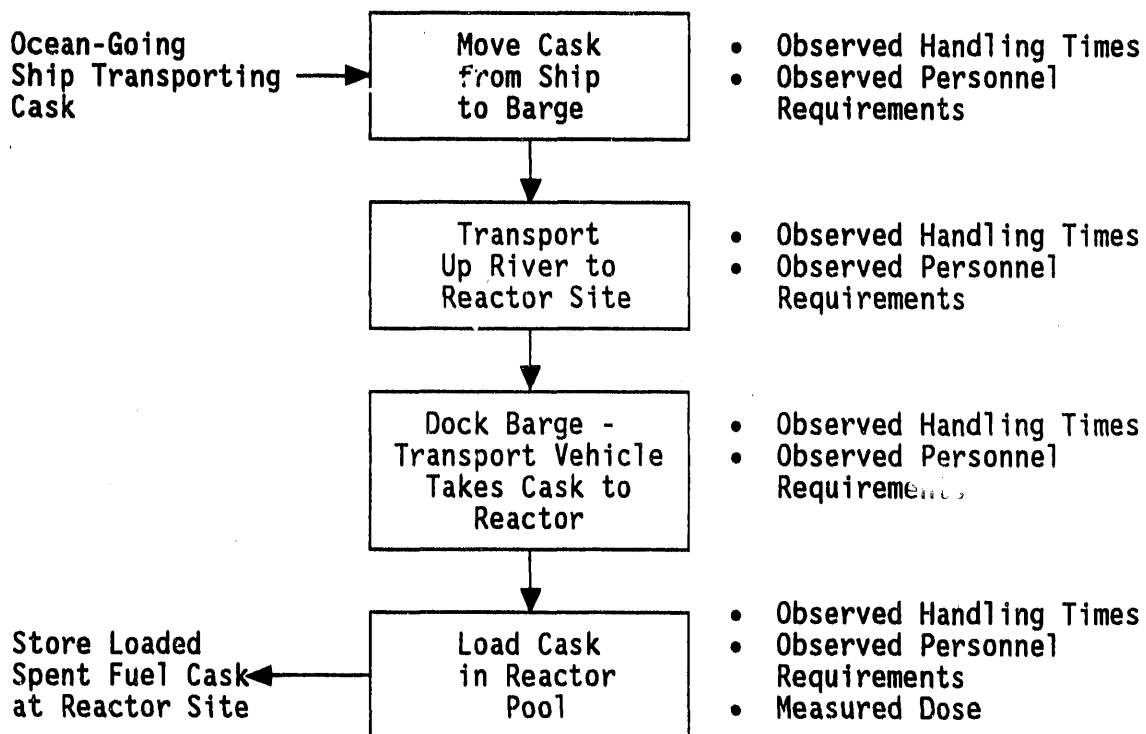 Ocean-Going
Ship Transporting
Cask
Move Cask
from Ship
to Barge
• Observed Handling Times
• Observed Personnel
Requirements
Transport
Up River to
Reactor Site
• Observed Handling Times
• Observed Personnel
Requirements
Dock Barge -
Transport Vehicle
Takes Cask to
Reactor
• Observed Handling Times
• Observed Personnel
Requirements
Store Loaded
Spent Fuel Cask
at Reactor Site
Load Cask
in Reactor
Pool
• Observed Handling Times
• Observed Personnel
Requirements
• Measured Dose